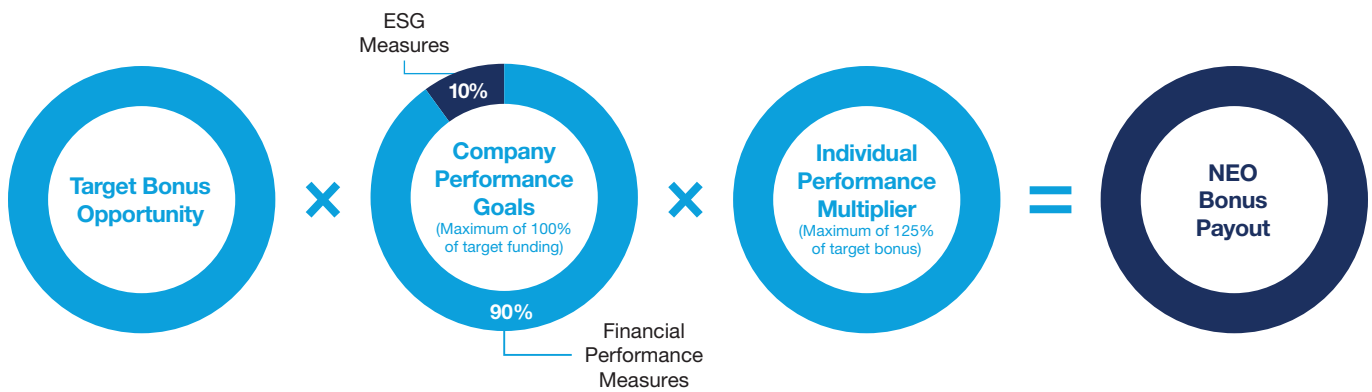 ESG
Measures
10%
Target Bonus
Opportunity
×
Company
Performance
Goals
(Maximum of 100%
of target funding)
×
Individual
Performance
Multiplier
(Maximum of 125%
of target bonus)
=
NEO
Bonus
Payout
90%
Financial
Performance
Measures